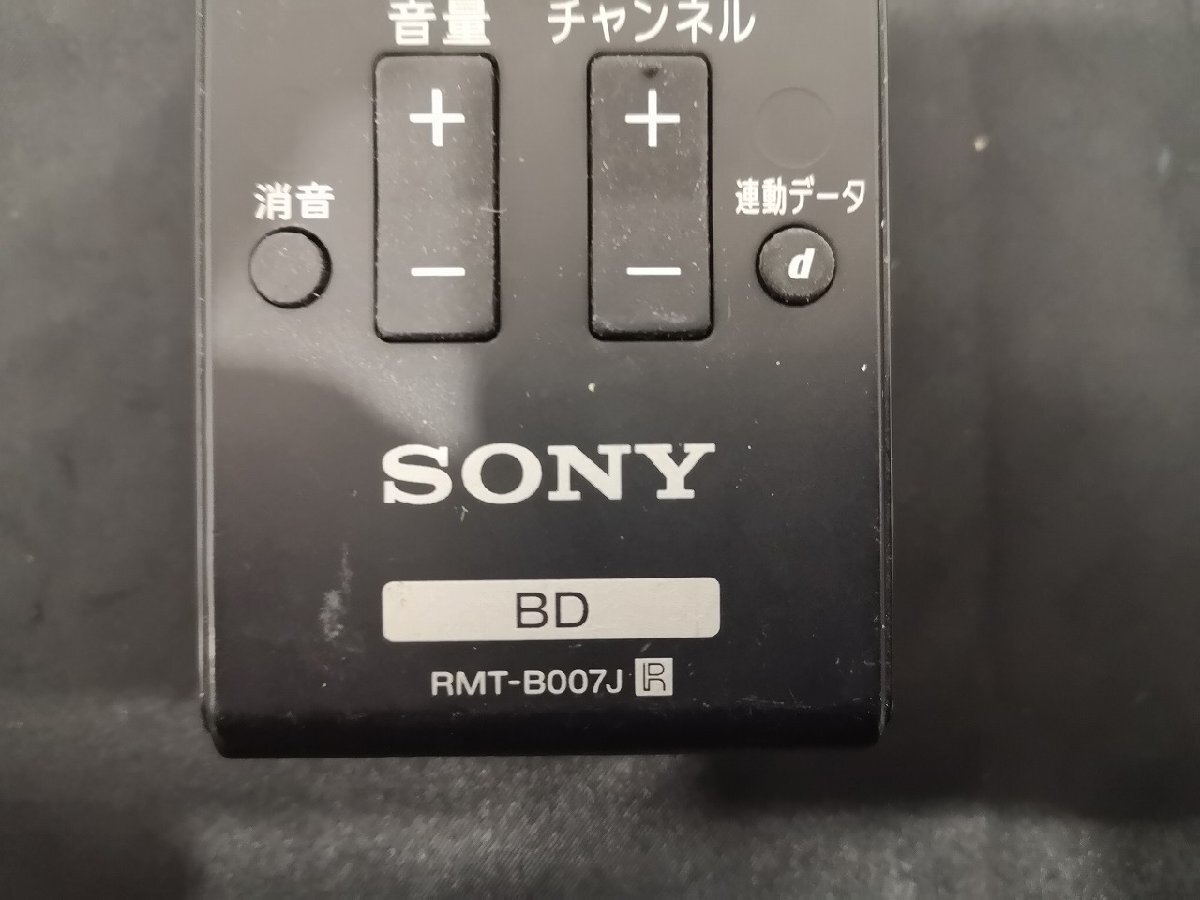 音量 チャンネル
+ +
消音 連動データ
− − d
SONY
BD
RMT-B007J R